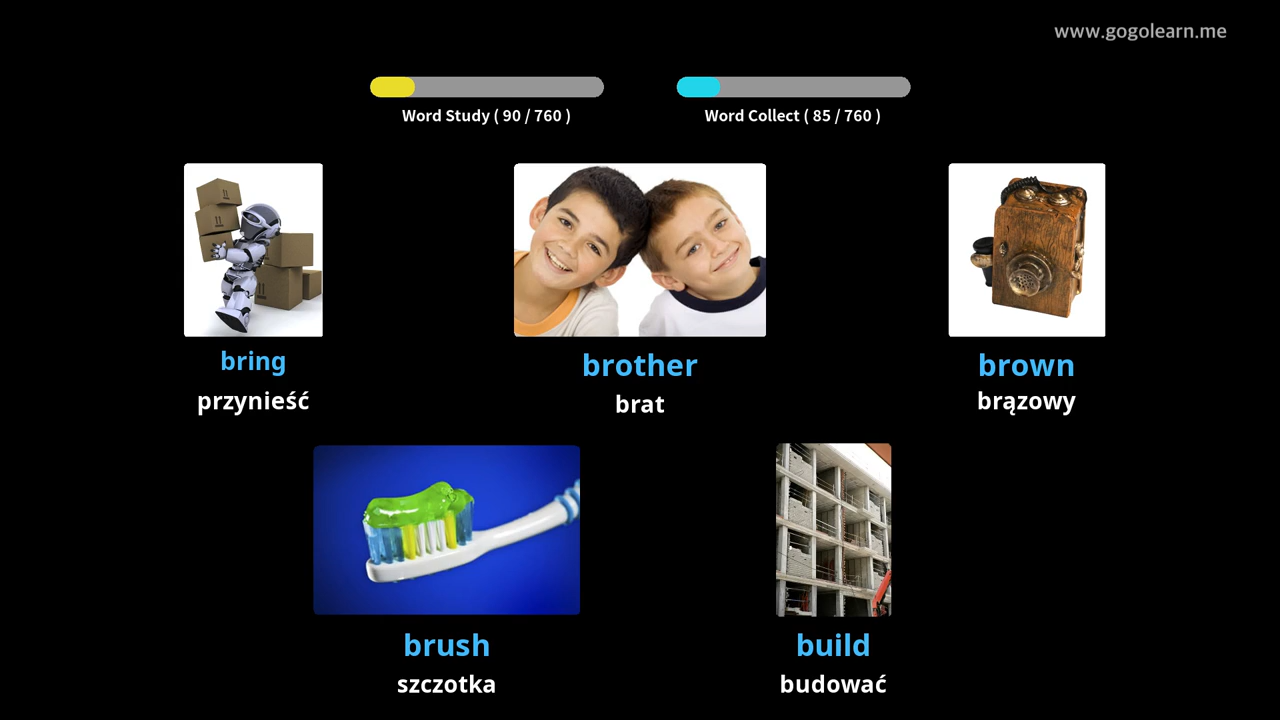 www.gogolearn.me
Word Study ( 90 / 760 )
Word Collect ( 85 / 760 )
bring
przynieść
brother
brat
brown
brązowy
brush
szczotka
build
budować